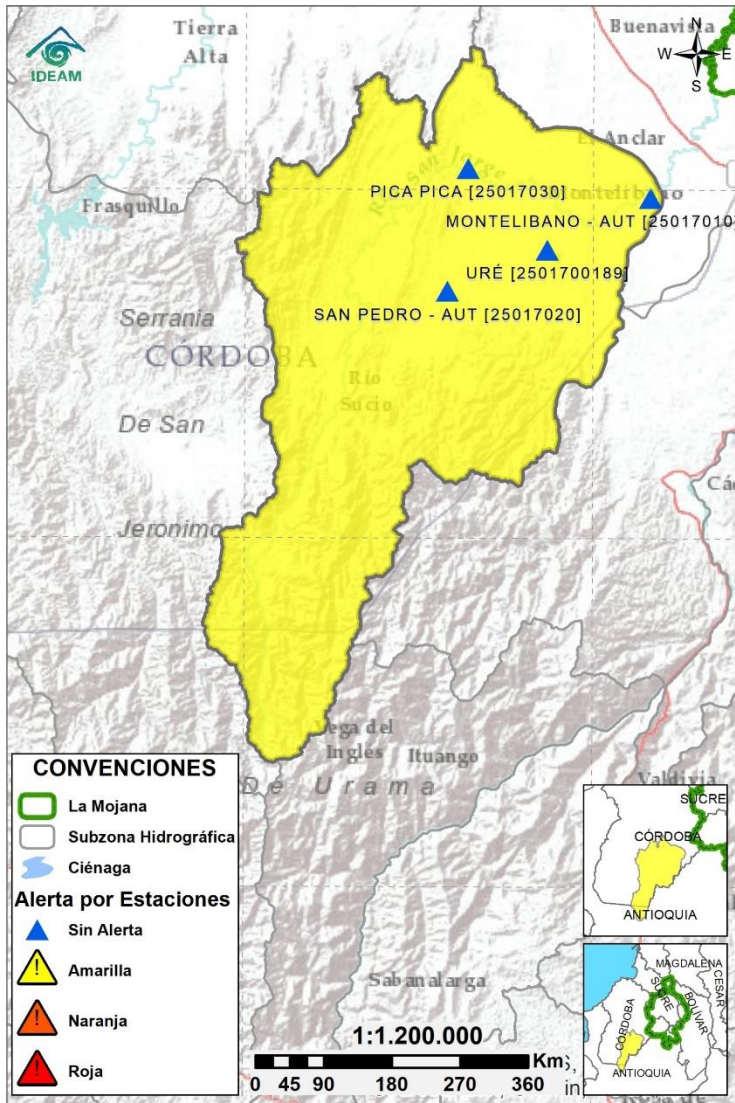 IDEAM
Tierra
Alta
Buenavista
N
W
E
S
El Anclar
PICA PICA [25017030]
Montelibano
Frasquillo
MONTELIBANO - AUT [25017010]
URÉ [2501700189]
SAN PEDRO - AUT [25017020]
Serrania
CÓRDOBA
Río
Sucio
De San
Jeronimo
Vega del
Inglés
Ituango
De Urama
Valdivia
Sabanalarga
CONVENCIONES
La Mojana
Subzona Hidrográfica
Ciénaga
Alerta por Estaciones
Sin Alerta
Amarilla
Naranja
Roja
1:1.200.000
Km
0 45 90 180 270 360
SUCRE
CÓRDOBA
ANTIOQUIA
MAGDALENA
CESAR
SUCRE
BOLIVAR
CÓRDOBA
ANTIOQUIA